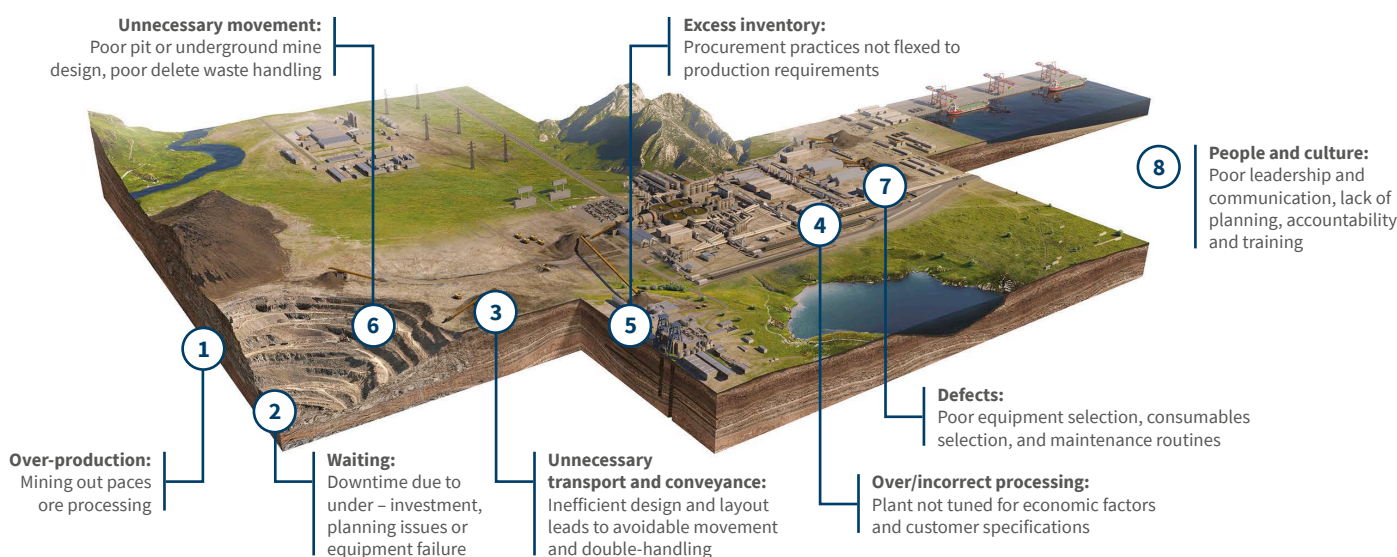 Unnecessary movement:
Poor pit or underground mine
design, poor delete waste handling
Excess inventory:
Procurement practices not flexed to
production requirements
8
People and culture:
Poor leadership and
communication, lack of
planning, accountability
and training
7
4
6
3
5
1
2
Over-production:
Mining out paces
ore processing
Waiting:
Downtime due to
under – investment,
planning issues or
equipment failure
Unnecessary
transport and conveyance:
Inefficient design and layout
leads to avoidable movement
and double-handling
Defects:
Poor equipment selection, consumables
selection, and maintenance routines
Over/incorrect processing:
Plant not tuned for economic factors
and customer specifications